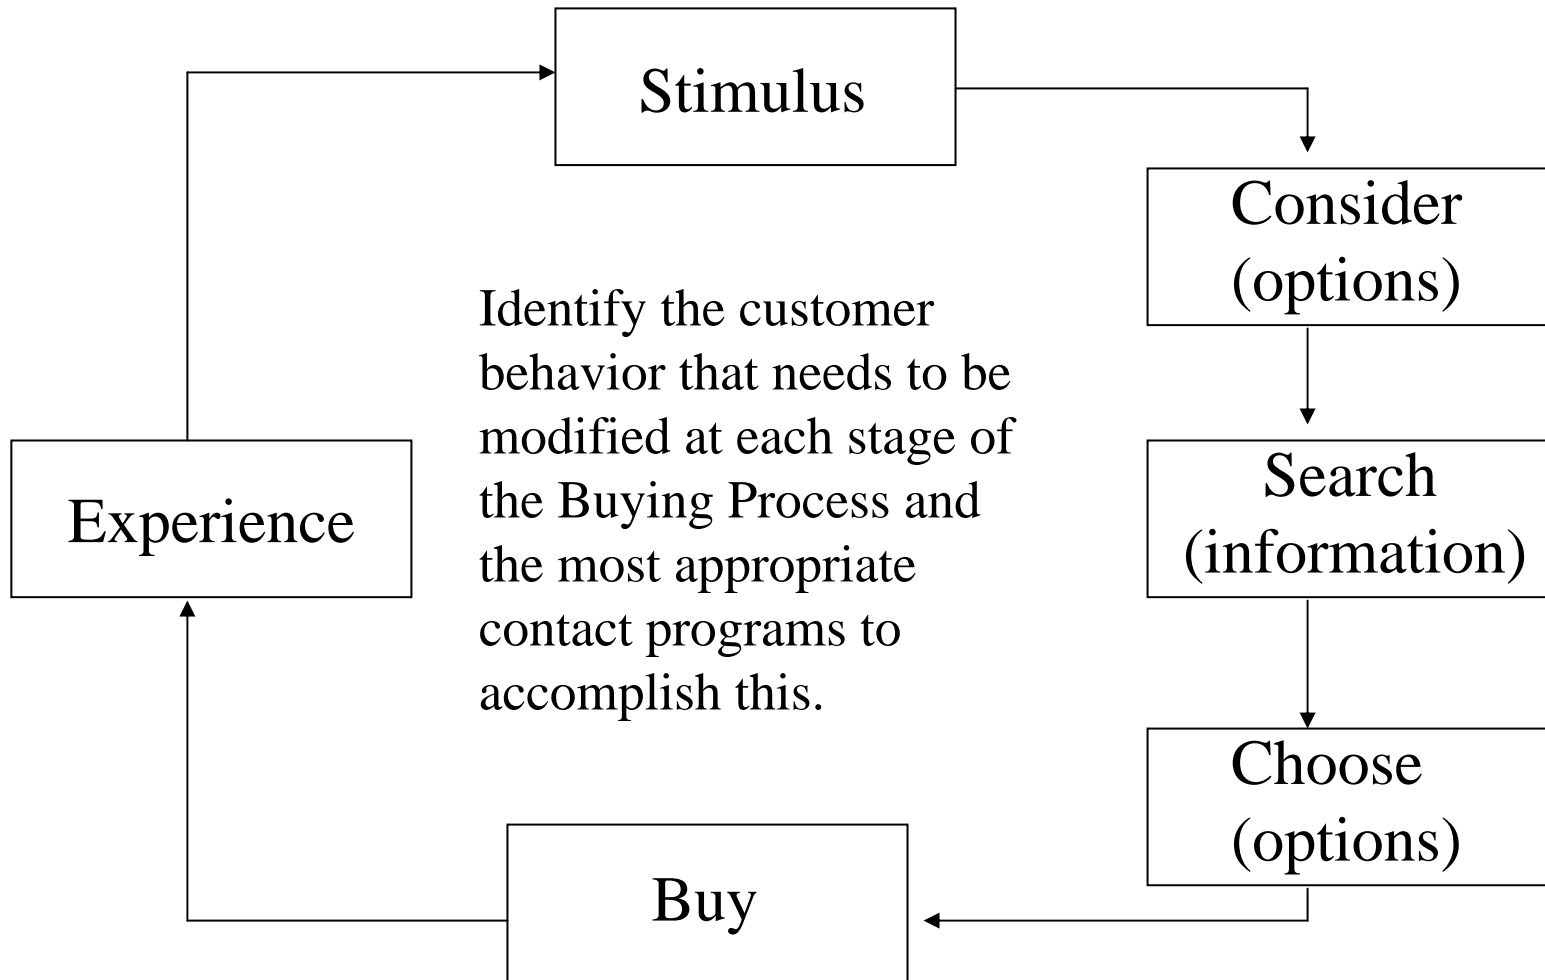 Stimulus
Consider
(options)
Identify the customer
behavior that needs to be
modified at each stage of
the Buying Process and
the most appropriate
contact programs to
accomplish this.
Search
(information)
Experience
Choose
(options)
Buy